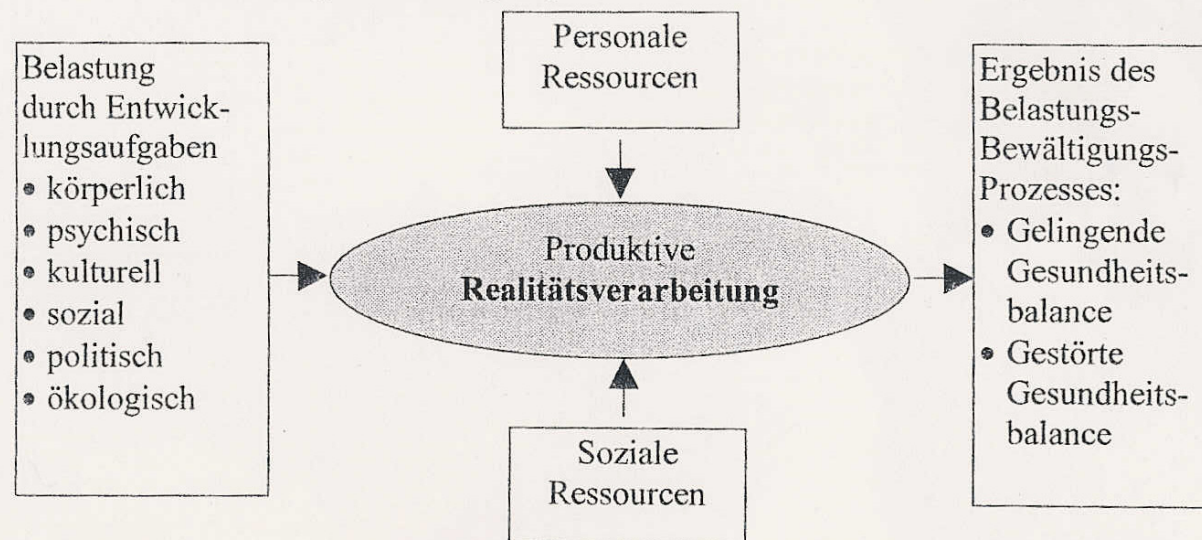 Belastung
durch Entwick-
lungsaufgaben
• körperlich
• psychisch
• kulturell
• sozial
• politisch
• ökologisch
Personale
Ressourcen
Produktive
Realitätsverarbeitung
Soziale
Ressourcen
Ergebnis des
Belastungs-
Bewältigungs-
Prozesses:
• Gelingende
Gesundheits-
balance
• Gestörte
Gesundheits-
balance